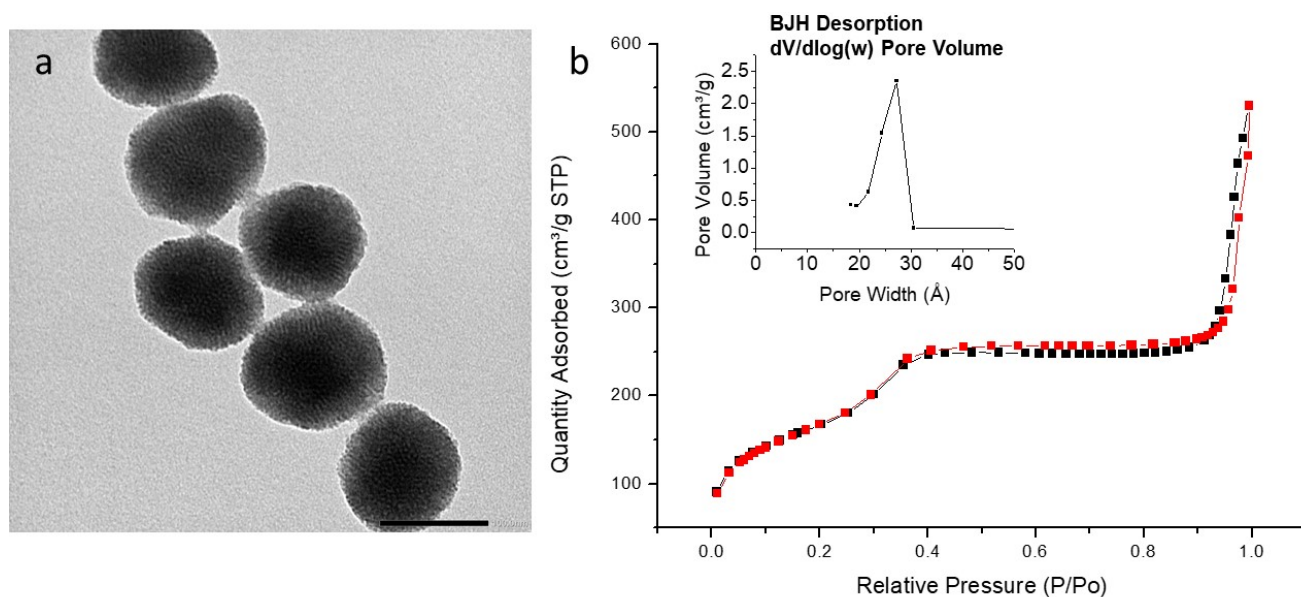 a
b
BJH Desorption
dV/dlog(w) Pore Volume
Pore Volume (cm³/g)
2.5
2.0
1.5
1.0
0.5
0.0
0 10 20 30 40 50
Pore Width (Å)
Quantity Adsorbed (cm³/g STP)
600
500
400
300
200
100
0.0 0.2 0.4 0.6 0.8 1.0
Relative Pressure (P/Po)